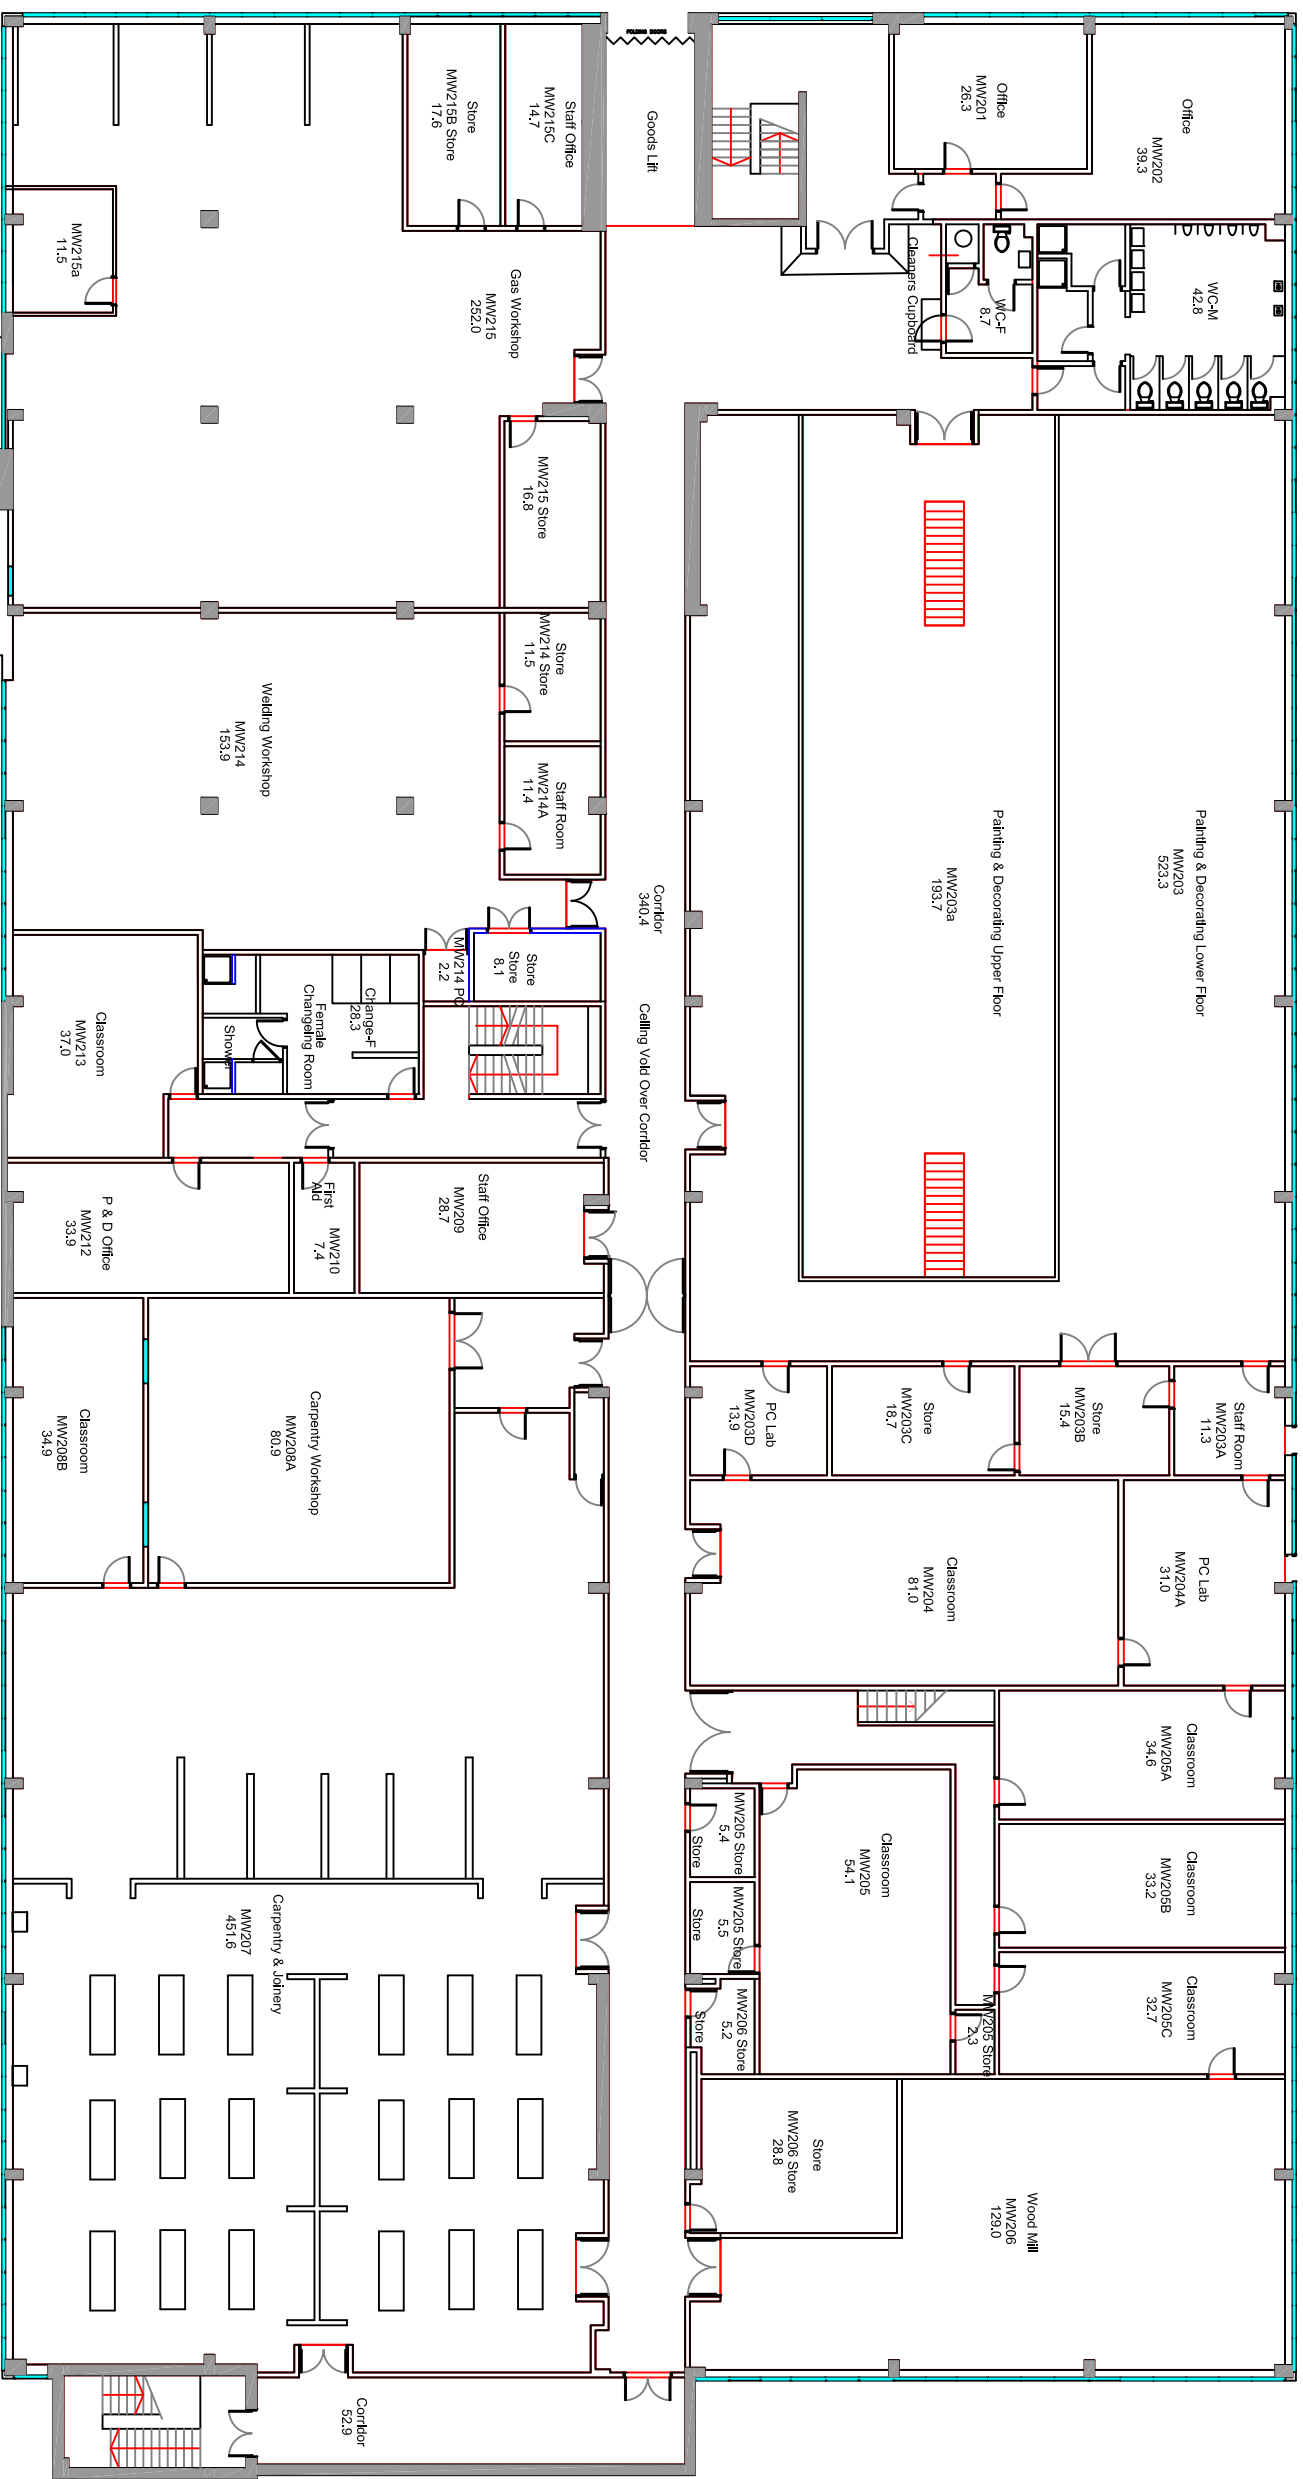 FOLDING DOORS
Goods Lift
Office
MW201
26.3
Office
MW202
39.3
Staff Office
MW215C
14.7
Store
MW215B Store
17.6
MW215a
11.5
Gas Workshop
MW215
252.0
Cleaners Cupboard
WC-F
8.7
WC-M
42.8
MW215 Store
16.8
Store
MW214 Store
11.5
Staff Room
MW214A
11.4
Welding Workshop
MW214
153.9
Painting & Decorating Lower Floor
MW203
523.3
Painting & Decorating Upper Floor
MW203a
193.7
Corridor
340.4
Ceiling Void Over Corridor
Store
Store
8.1
MW214 PC
2.2
Change-F
28.3
Female
Changeing Room
Shower
Classroom
MW213
37.0
Staff Office
MW209
28.7
First
Aid
MW210
7.4
P & D Office
MW212
33.9
Classroom
MW208B
34.9
Carpentry Workshop
MW208A
80.9
PC Lab
MW203D
13.9
Store
MW203C
18.7
Store
MW203B
15.4
Staff Room
MW203A
11.3
Classroom
MW204
81.0
PC Lab
MW204A
31.0
Classroom
MW205A
34.6
Classroom
MW205B
33.2
Classroom
MW205C
32.7
Classroom
MW205
54.1
MW205 Store
5.4
Store
MW205 Store
5.5
Store
MW206 Store
5.2
Store
MW205 Store
2.3
Carpentry & Joinery
MW207
451.6
Store
MW206 Store
28.8
Wood Mill
MW206
129.0
Corridor
52.9